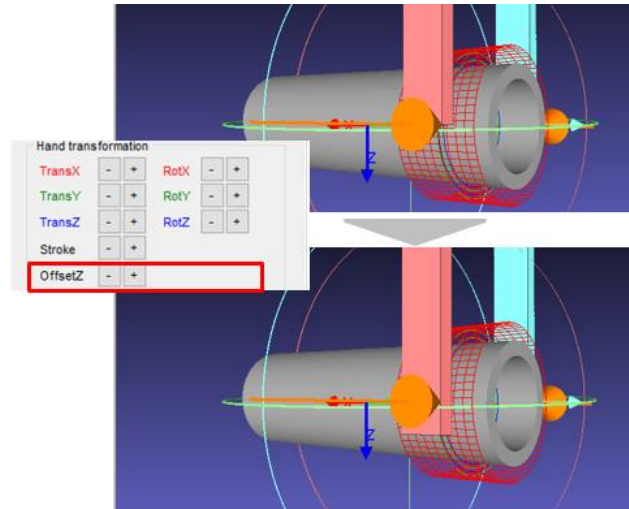 Hand transformation
TransX - + RotX - +
TransY - + RotY - +
TransZ - + RotZ - +
Stroke - +
OffsetZ - +
X
Z
X
Z